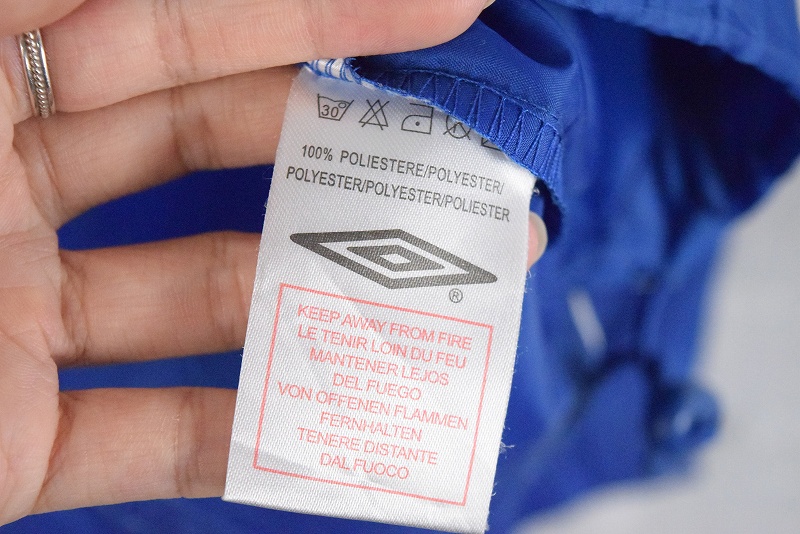 30°
100% POLIESTERE/POLYESTER/
POLYESTER/POLYESTER/POLIESTER
®
KEEP AWAY FROM FIRE
LE TENIR LOIN DU FEU
MANTENER LEJOS
DEL FUEGO
VON OFFENEN FLAMMEN
FERNHALTEN
TENERE DISTANTE
DAL FUOCO